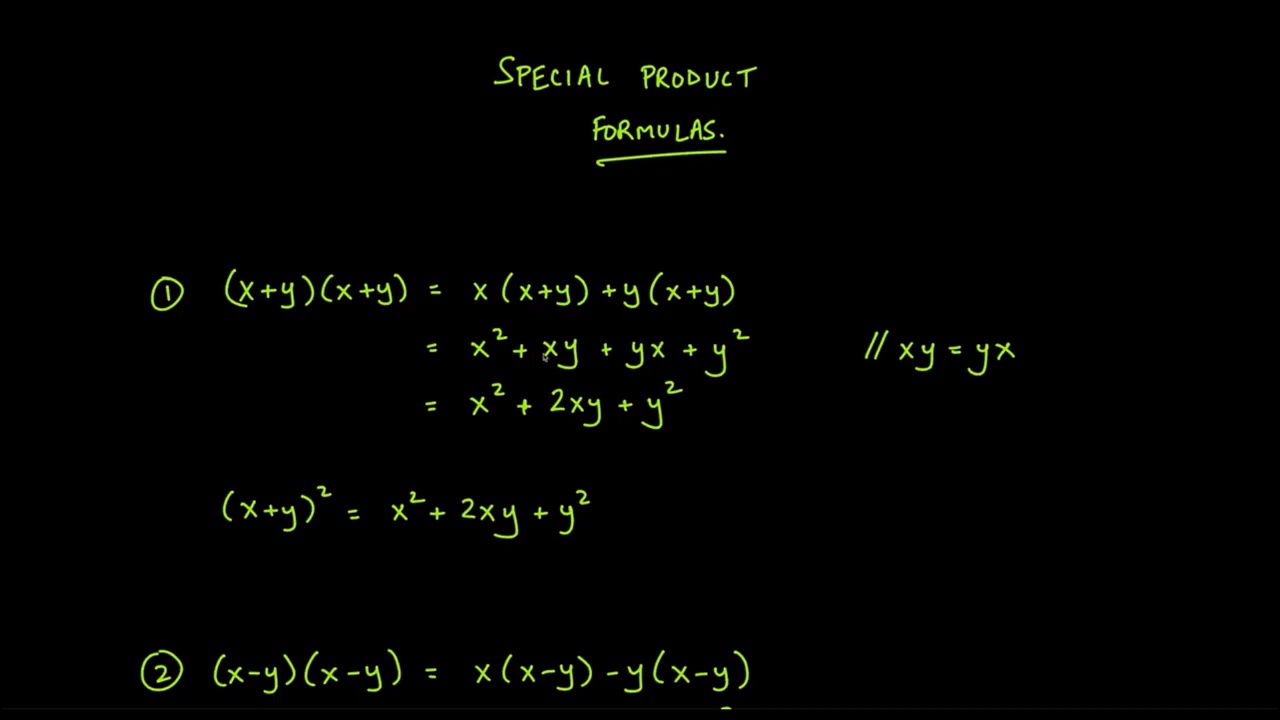 SPECIAL PRODUCT
FORMULAS.
① (x+y)(x+y) = x(x+y)+y(x+y)
= x²+ xy + yx + y² // xy = yx
= x² + 2xy + y²
(x+y)² = x² + 2xy + y²
② (x-y)(x-y) = x(x-y)-y(x-y)